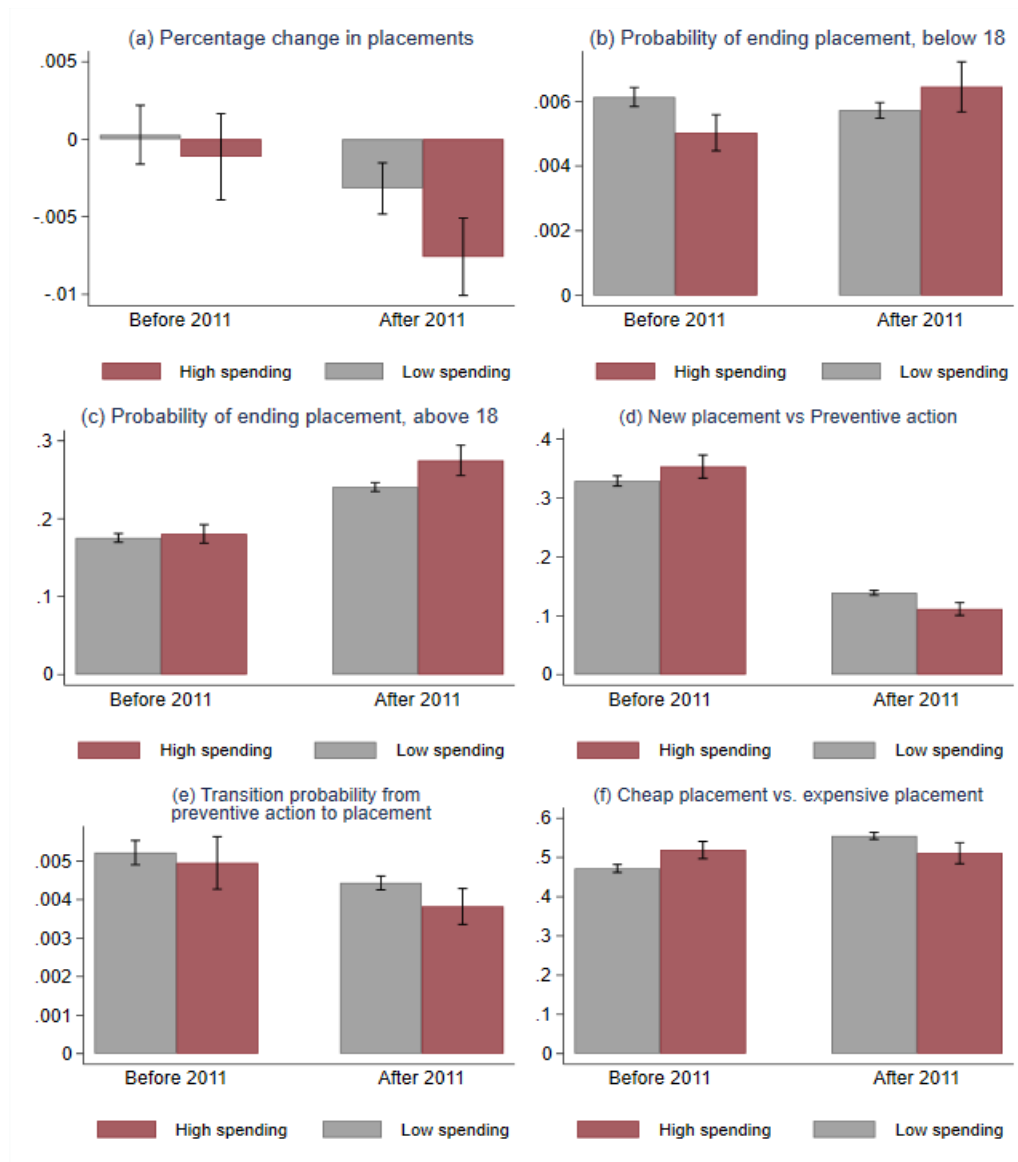 (a) Percentage change in placements
.005
0
-.005
-.01
Before 2011 After 2011
High spending Low spending
(b) Probability of ending placement, below 18
.006
.004
.002
0
Before 2011 After 2011
High spending Low spending
(c) Probability of ending placement, above 18
.3
.2
.1
0
Before 2011 After 2011
High spending Low spending
(d) New placement vs Preventive action
.4
.3
.2
.1
0
Before 2011 After 2011
High spending Low spending
(e) Transition probability from
preventive action to placement
.005
.004
.003
.002
.001
0
Before 2011 After 2011
High spending Low spending
(f) Cheap placement vs. expensive placement
.6
.5
.4
.3
.2
.1
0
Before 2011 After 2011
High spending Low spending